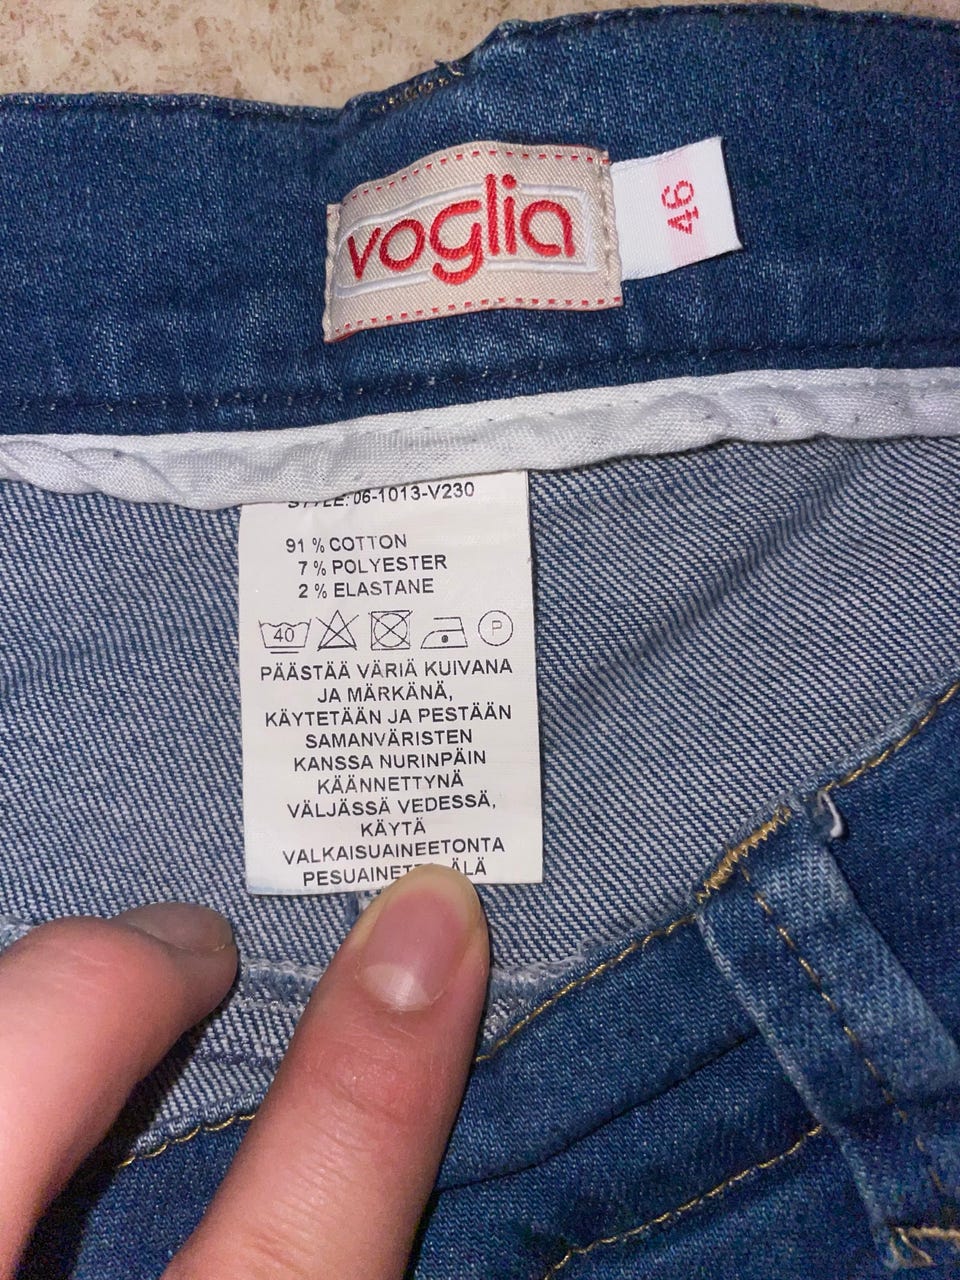 voglia
46
STYLE: 06-1013-V230
91 % COTTON
7 % POLYESTER
2 % ELASTANE
40 P
PÄÄSTÄÄ VÄRIÄ KUIVANA
JA MÄRKÄNÄ,
KÄYTETÄÄN JA PESTÄÄN
SAMANVÄRISTEN
KANSSA NURINPÄIN
KÄÄNNETTYNÄ
VÄLJÄSSÄ VEDESSÄ,
KÄYTÄ
VALKAISUAINEETONTA